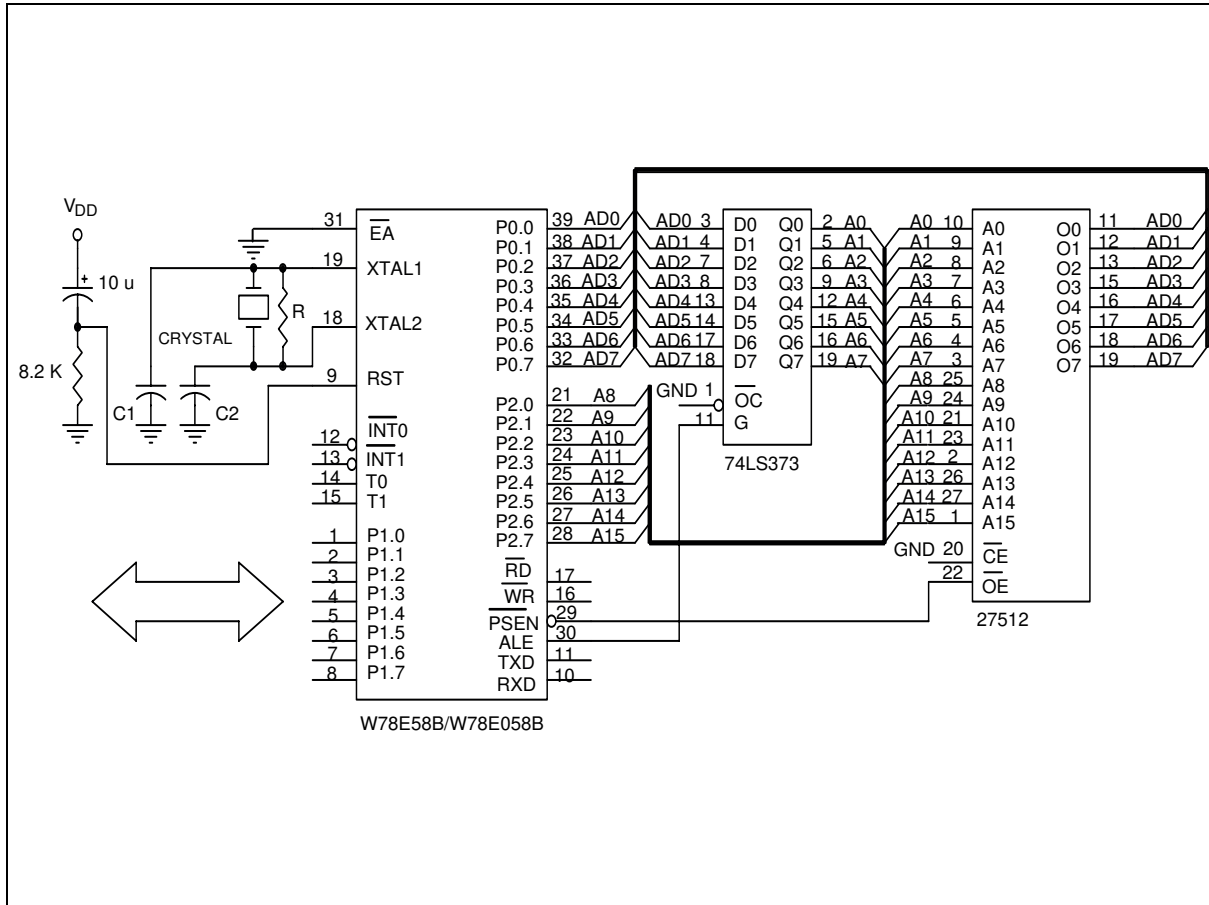 VDD
10 u
8.2 K
C1
C2
CRYSTAL
R
31 EA
19 XTAL1
18 XTAL2
9 RST
12 INT0
13 INT1
14 T0
15 T1
1 P1.0
2 P1.1
3 P1.2
4 P1.3
5 P1.4
6 P1.5
7 P1.6
8 P1.7
P0.0 39 AD0
P0.1 38 AD1
P0.2 37 AD2
P0.3 36 AD3
P0.4 35 AD4
P0.5 34 AD5
P0.6 33 AD6
P0.7 32 AD7
P2.0 21 A8
P2.1 22 A9
P2.2 23 A10
P2.3 24 A11
P2.4 25 A12
P2.5 26 A13
P2.6 27 A14
P2.7 28 A15
RD 17
WR 16
PSEN 29
ALE 30
TXD 11
RXD 10
W78E58B/W78E058B
AD0 3 D0 Q0 2 A0
AD1 4 D1 Q1 5 A1
AD2 7 D2 Q2 6 A2
AD3 8 D3 Q3 9 A3
AD4 13 D4 Q4 12 A4
AD5 14 D5 Q5 15 A5
AD6 17 D6 Q6 16 A6
AD7 18 D7 Q7 19 A7
GND 1 OC
11 G
74LS373
A0 10 A0 O0 11 AD0
A1 9 A1 O1 12 AD1
A2 8 A2 O2 13 AD2
A3 7 A3 O3 15 AD3
A4 6 A4 O4 16 AD4
A5 5 A5 O5 17 AD5
A6 4 A6 O6 18 AD6
A7 3 A7 O7 19 AD7
A8 25 A8
A9 24 A9
A10 21 A10
A11 23 A11
A12 2 A12
A13 26 A13
A14 27 A14
A15 1 A15
GND 20 CE
22 OE
27512